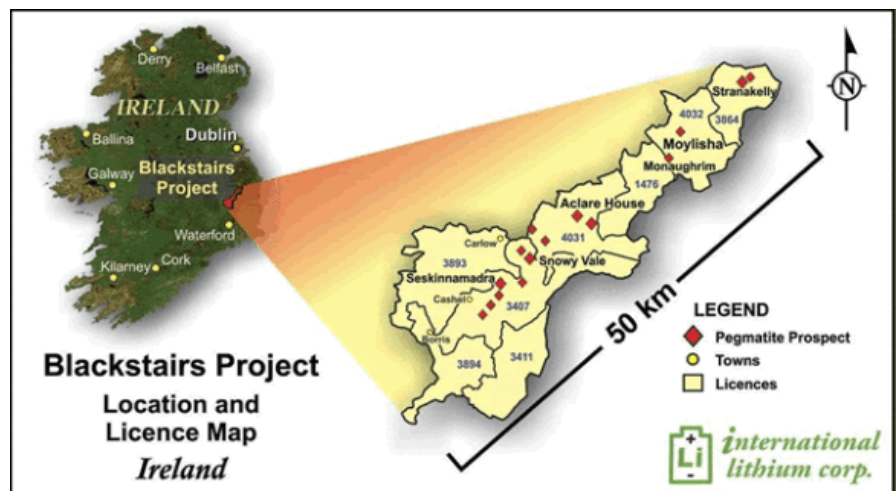 Derry
Belfast
IRELAND
Dublin
Ballina
Blackstairs
Project
Galway
Waterford
Kilarney
Cork
Blackstairs Project
Location and
Licence Map
Ireland
N
Stranakelly
4032
3864
Moylisha
Monaughrim
1476
Aclare House
4031
Carlow
3893
Snowy Vale
Seskinnamadra
Cashel
3407
Borris
3894
3411
50 km
LEGEND
Pegmatite Prospect
Towns
Licences
+
Li
-
international
lithium corp.